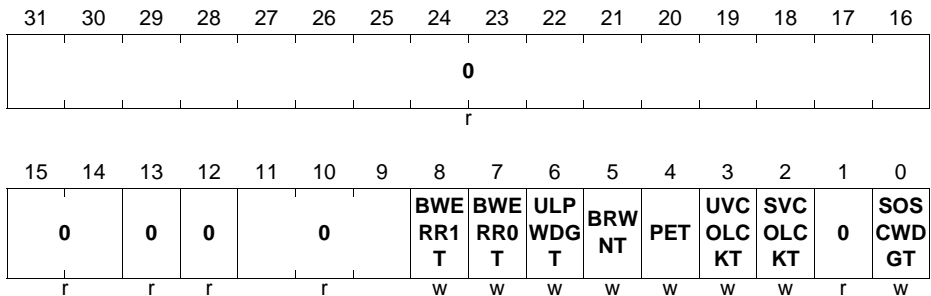 31 30 29 28 27 26 25 24 23 22 21 20 19 18 17 16
0
r
15 14 13 12 11 10 9 8 7 6 5 4 3 2 1 0
0 0 0 0 BWE RR1 T BWE RR0 T ULP WDG T BRW NT PET UVC OLC KT SVC OLC KT 0 SOS CWD GT
r r r r w w w w w w w r w